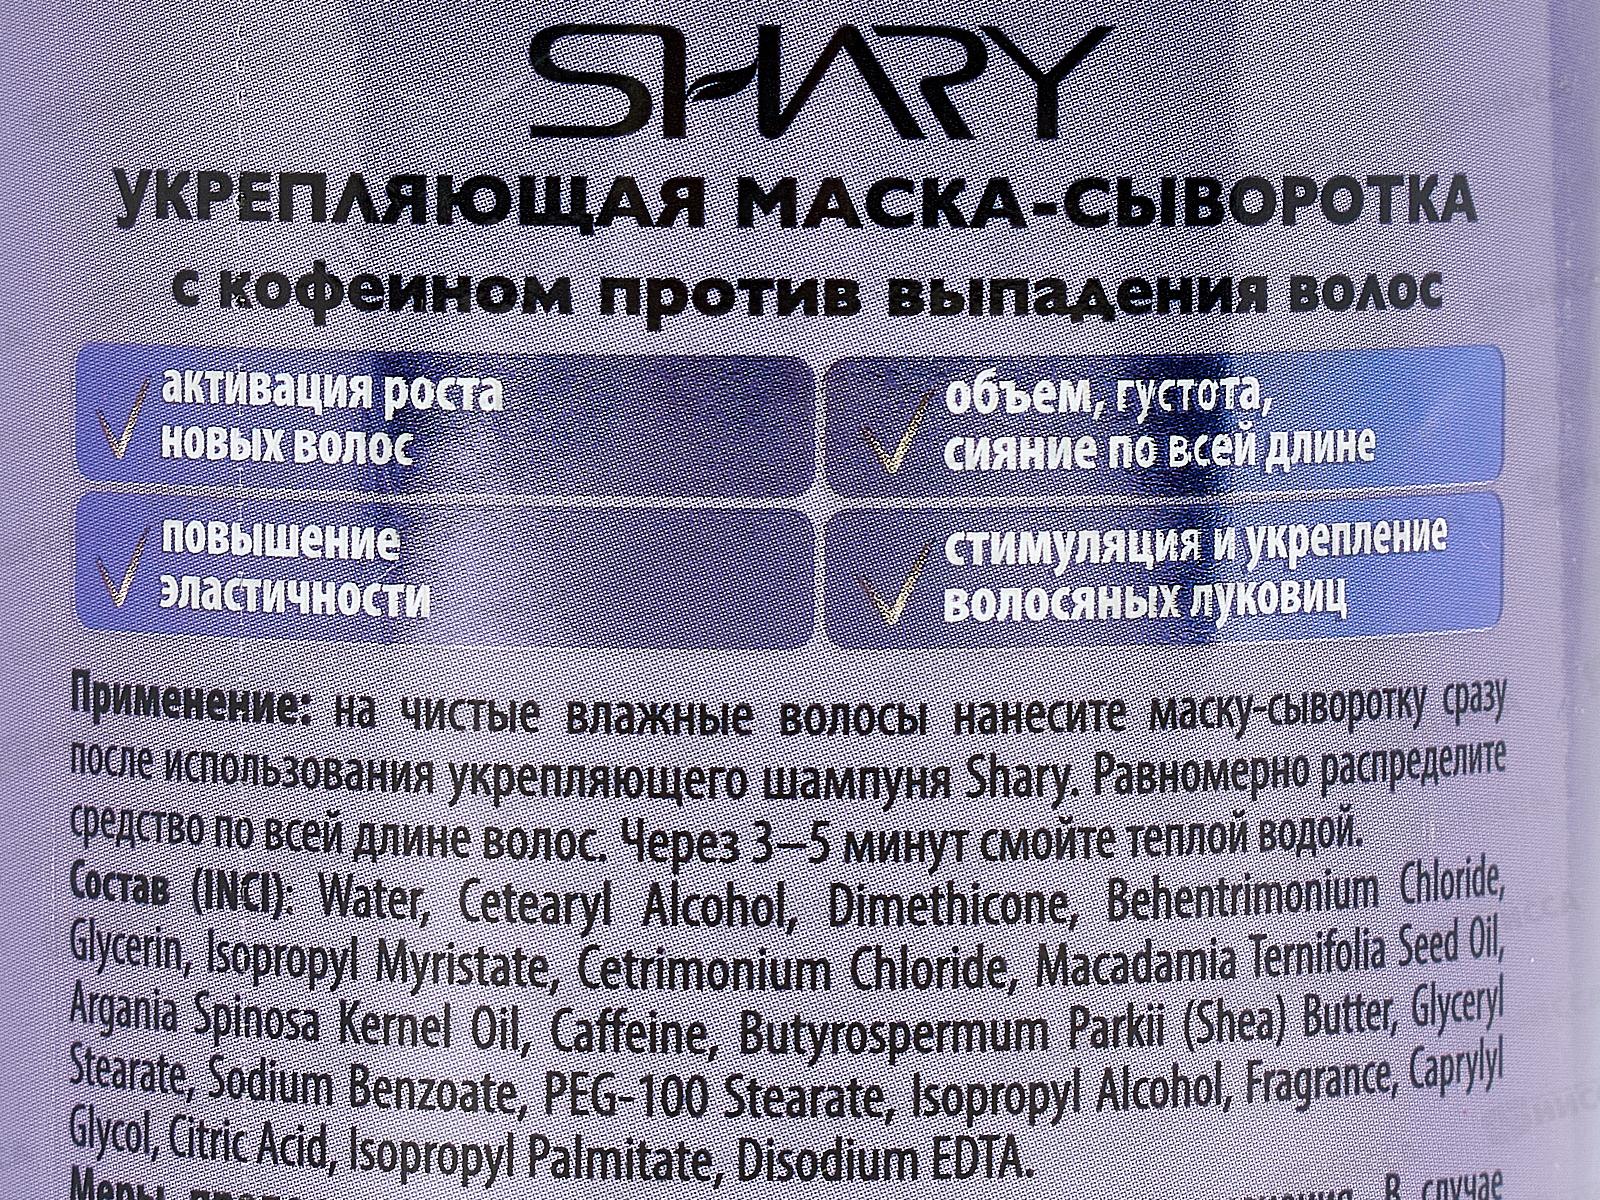 SHARY
УКРЕПЛЯЮЩАЯ МАСКА-СЫВОРОТКА
с кофеином против выпадения волос
активация роста
новых волос
объем, густота,
сияние по всей длине
повышение
эластичности
стимуляция и укрепление
волосяных луковиц
Применение: на чистые влажные волосы нанесите маску-сыворотку сразу
после использования укрепляющего шампуня Shary. Равномерно распределите
средство по всей длине волос. Через 3–5 минут смойте теплой водой.
Состав (INCI): Water, Cetearyl Alcohol, Dimethicone, Behentrimonium Chloride,
Glycerin, Isopropyl Myristate, Cetrimonium Chloride, Macadamia Ternifolia Seed Oil,
Argania Spinosa Kernel Oil, Caffeine, Butyrospermum Parkii (Shea) Butter, Glyceryl
Stearate, Sodium Benzoate, PEG-100 Stearate, Isopropyl Alcohol, Fragrance, Caprylyl
Glycol, Citric Acid, Isopropyl Palmitate, Disodium EDTA.
Меры В случае